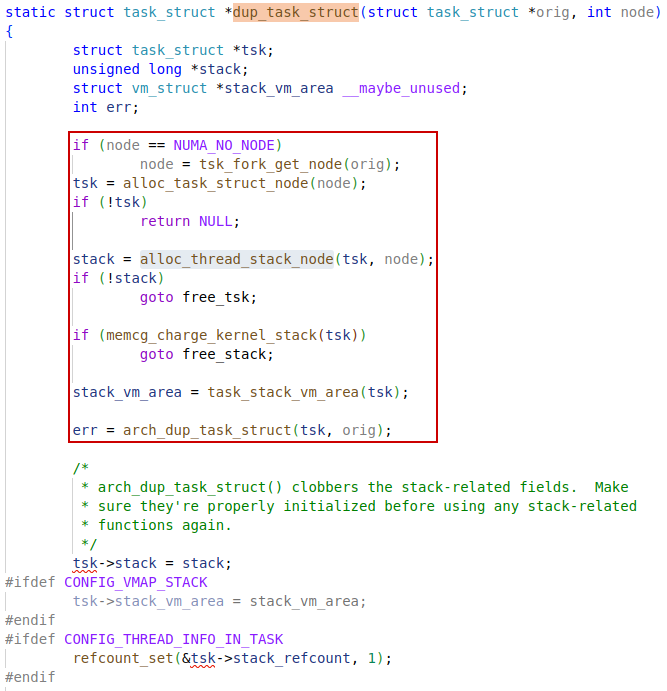 static struct task_struct *dup_task_struct(struct task_struct *orig, int node)
{
        struct task_struct *tsk;
        unsigned long *stack;
        struct vm_struct *stack_vm_area __maybe_unused;
        int err;

        if (node == NUMA_NO_NODE)
                node = tsk_fork_get_node(orig);
        tsk = alloc_task_struct_node(node);
        if (!tsk)
                return NULL;

        stack = alloc_thread_stack_node(tsk, node);
        if (!stack)
                goto free_tsk;

        if (memcg_charge_kernel_stack(tsk))
                goto free_stack;

        stack_vm_area = task_stack_vm_area(tsk);

        err = arch_dup_task_struct(tsk, orig);

        /*
         * arch_dup_task_struct() clobbers the stack-related fields.  Make
         * sure they're properly initialized before using any stack-related
         * functions again.
         */
        tsk->stack = stack;
#ifdef CONFIG_VMAP_STACK
        tsk->stack_vm_area = stack_vm_area;
#endif
#ifdef CONFIG_THREAD_INFO_IN_TASK
        refcount_set(&tsk->stack_refcount, 1);
#endif